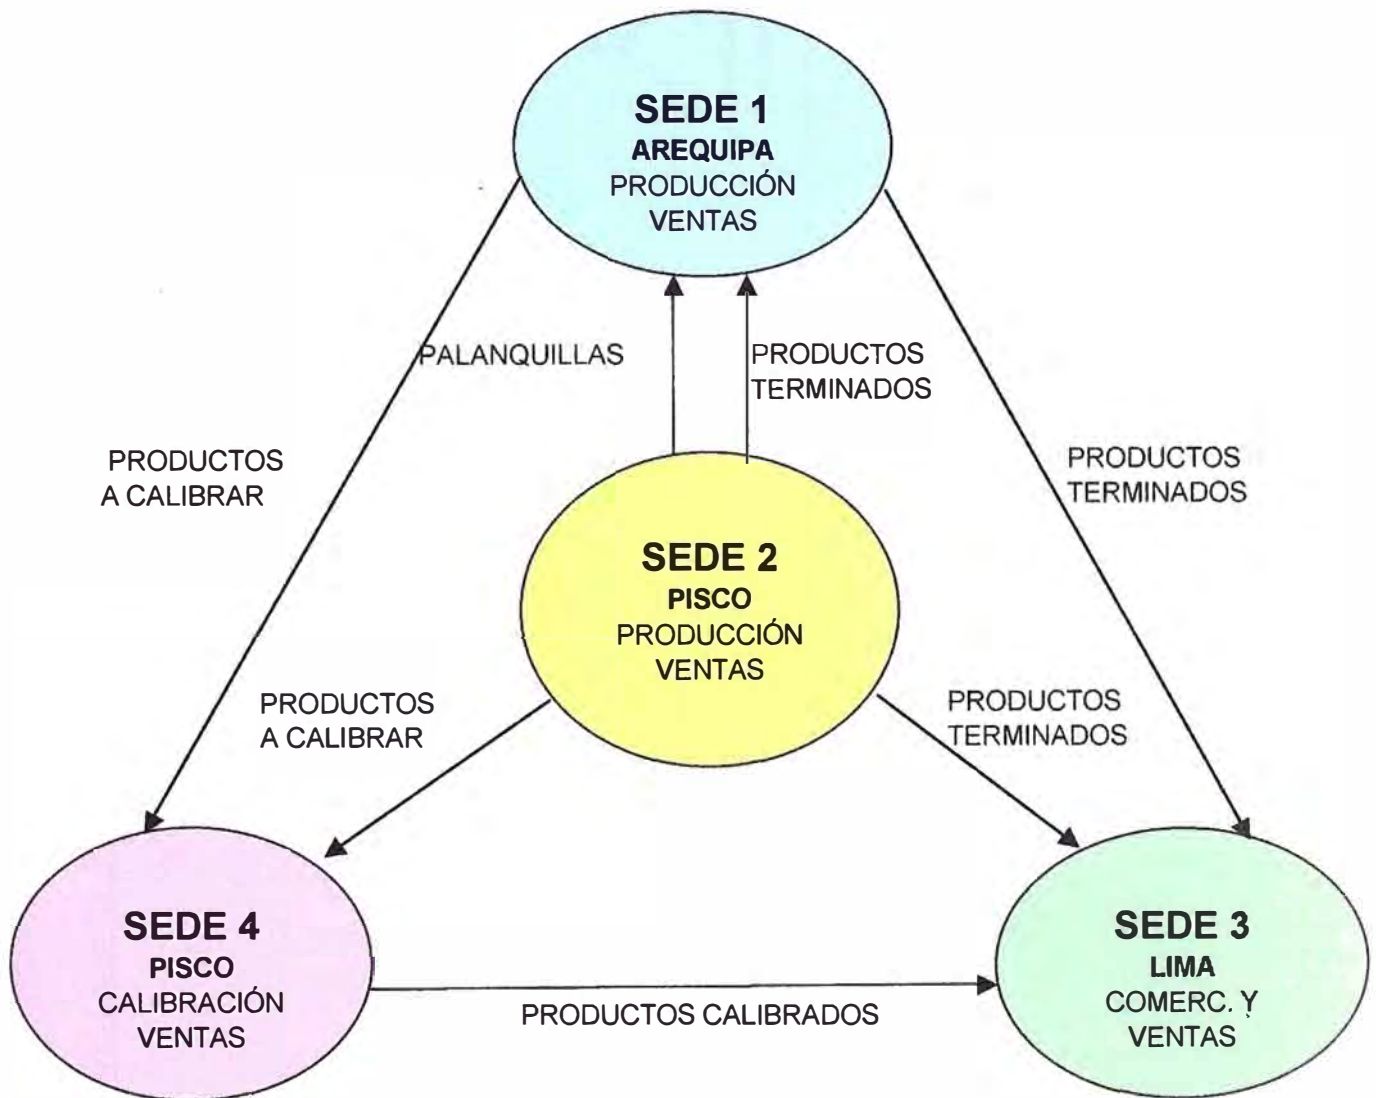 SEDE 1
AREQUIPA
PRODUCCIÓN
VENTAS
PALANQUILLAS
PRODUCTOS
TERMINADOS
PRODUCTOS
A CALIBRAR
PRODUCTOS
TERMINADOS
SEDE 2
PISCO
PRODUCCIÓN
VENTAS
PRODUCTOS
A CALIBRAR
PRODUCTOS
TERMINADOS
SEDE 4
PISCO
CALIBRACIÓN
VENTAS
PRODUCTOS CALIBRADOS
SEDE 3
LIMA
COMERC. Y
VENTAS